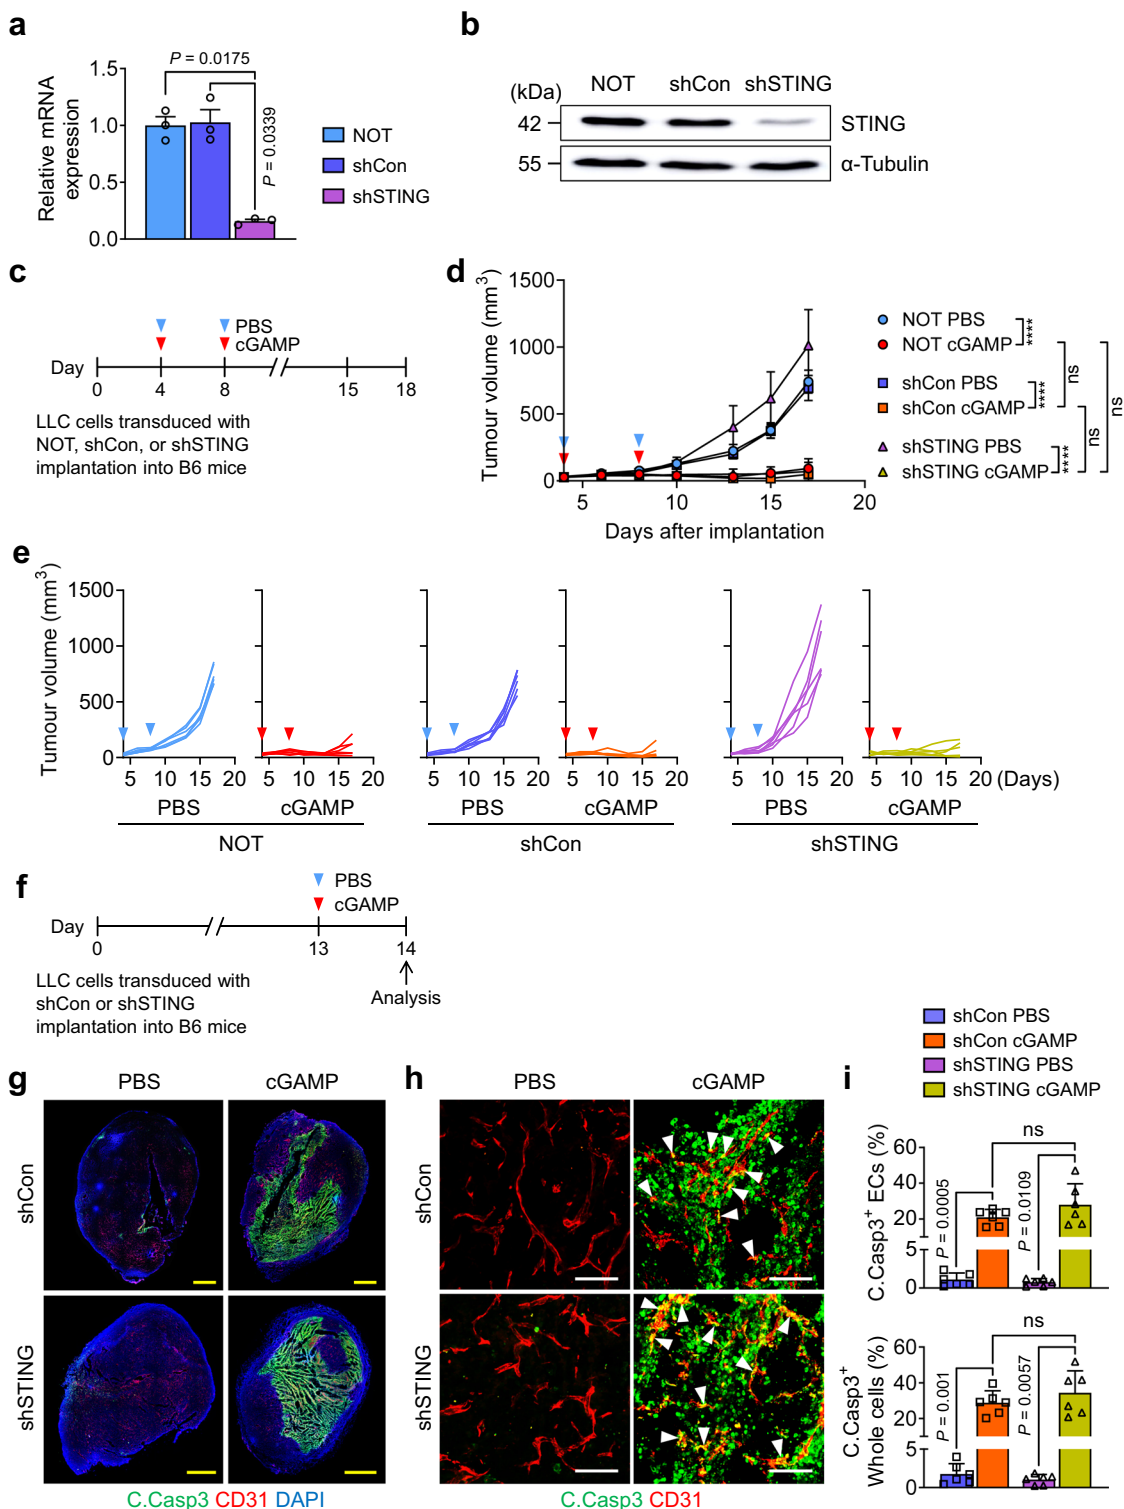 a
P = 0.0175
1.5
1.0
0.5
0.0
Relative mRNA
expression
P = 0.0339
NOT
shCon
shSTING
b
(kDa)
NOT
shCon
shSTING
42
STING
55
α-Tubulin
c
PBS
cGAMP
Day
0
4
8
15
18
LLC cells transduced with
NOT, shCon, or shSTING
implantation into B6 mice
d
Tumour volume (mm³)
1500
1000
500
0
5
10
15
20
Days after implantation
NOT PBS
NOT cGAMP
shCon PBS
shCon cGAMP
shSTING PBS
shSTING cGAMP
****
****
****
ns
ns
ns
e
Tumour volume (mm³)
1500
1000
500
0
5 10 15 20
5 10 15 20
5 10 15 20
5 10 15 20
5 10 15 20
5 10 15 20 (Days)
PBS
cGAMP
PBS
cGAMP
PBS
cGAMP
NOT
shCon
shSTING
f
PBS
cGAMP
Day
0
13
14
Analysis
LLC cells transduced with
shCon or shSTING
implantation into B6 mice
g
PBS
cGAMP
shCon
shSTING
C.Casp3 CD31 DAPI
h
PBS
cGAMP
shCon
shSTING
C.Casp3 CD31
shCon PBS
shCon cGAMP
shSTING PBS
shSTING cGAMP
i
C.Casp3⁺ ECs (%)
60
40
20
5
0
P = 0.0005
P = 0.0109
ns
C.Casp3⁺
Whole cells (%)
60
40
20
5
0
P = 0.001
P = 0.0057
ns